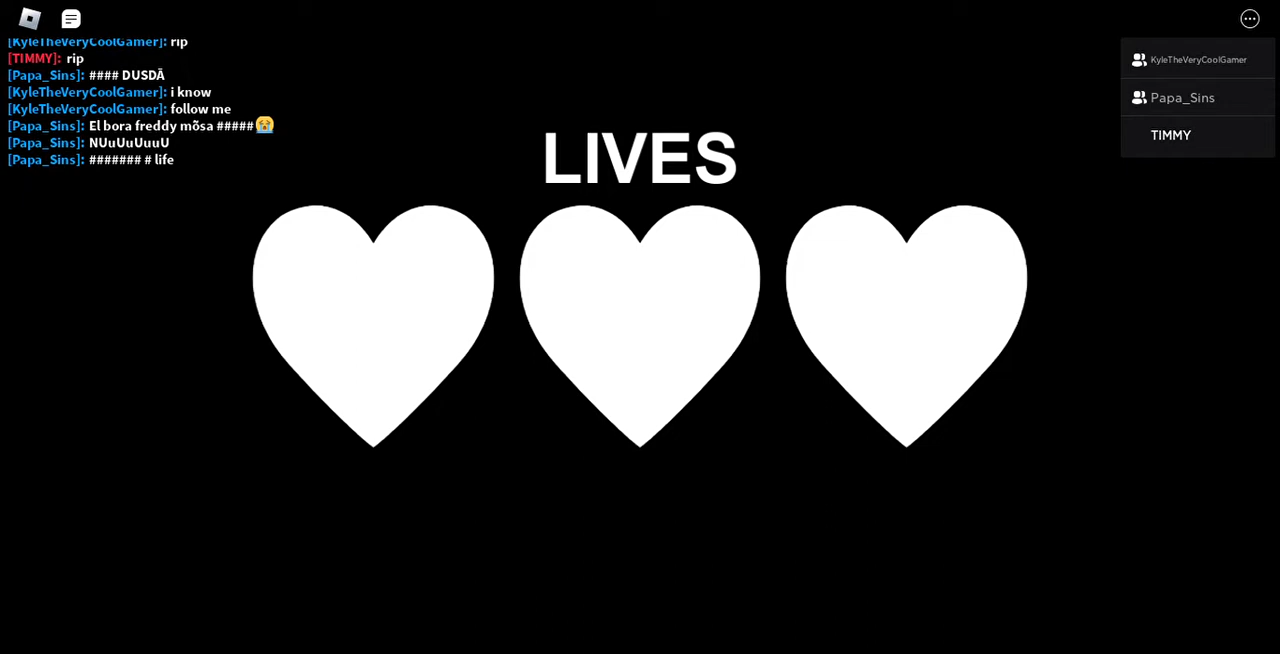 [KyleTheVeryCoolGamer]: rip
[TIMMY]: rip
[Papa_Sins]: #### DUSDĀ
[KyleTheVeryCoolGamer]: i know
[KyleTheVeryCoolGamer]: follow me
[Papa_Sins]: El bora freddy mõsa #####😭
[Papa_Sins]: NUuUuUuuU
[Papa_Sins]: ####### # life
LIVES
KyleTheVeryCoolGamer
Papa_Sins
TIMMY